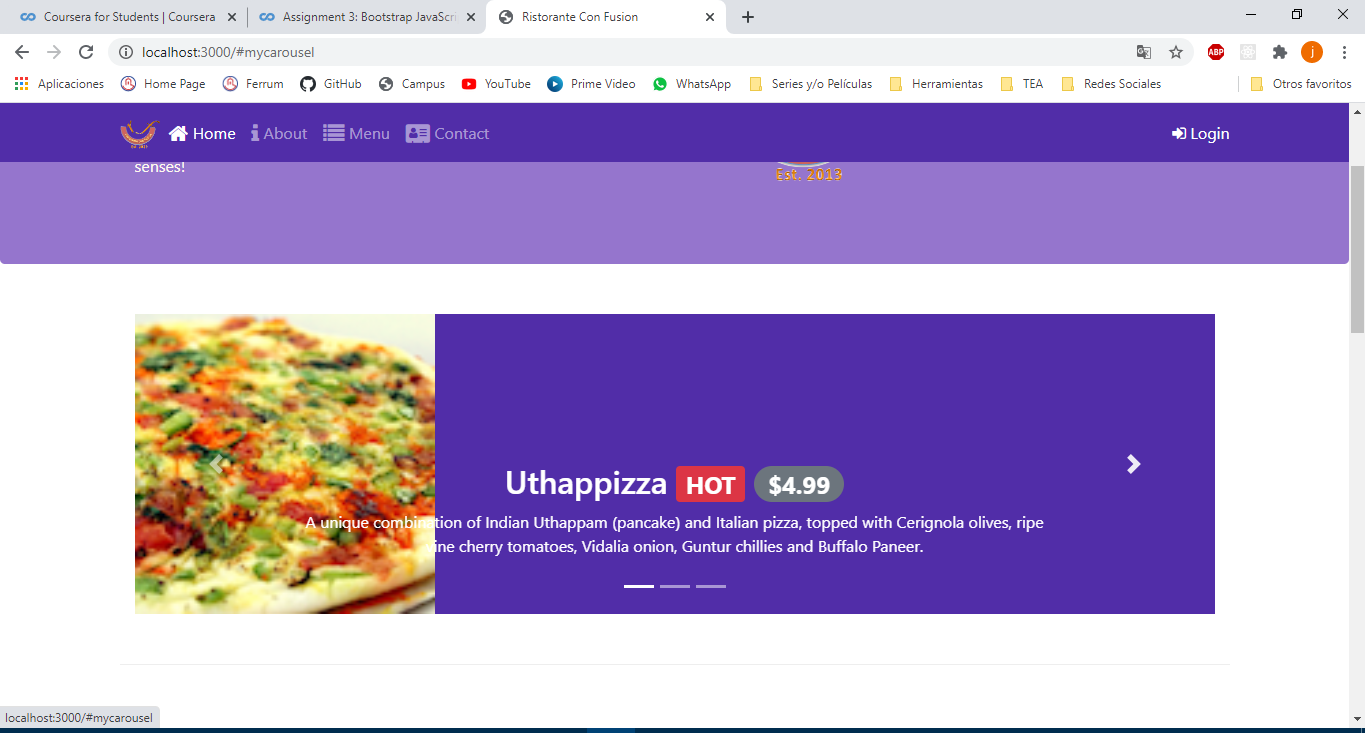 Coursera for Students | Coursera
Assignment 3: Bootstrap JavaScri
Ristorante Con Fusion
localhost:3000/#mycarousel
ABP
j
Aplicaciones
Home Page
Ferrum
GitHub
Campus
YouTube
Prime Video
WhatsApp
Series y/o Películas
Herramientas
TEA
Redes Sociales
Otros favoritos
Home
About
Menu
Contact
Login
senses!
Est. 2019
Uthappizza HOT $4.99
A unique combination of Indian Uthappam (pancake) and Italian pizza, topped with Cerignola olives, ripe
vine cherry tomatoes, Vidalia onion, Guntur chillies and Buffalo Paneer.
localhost:3000/#mycarousel